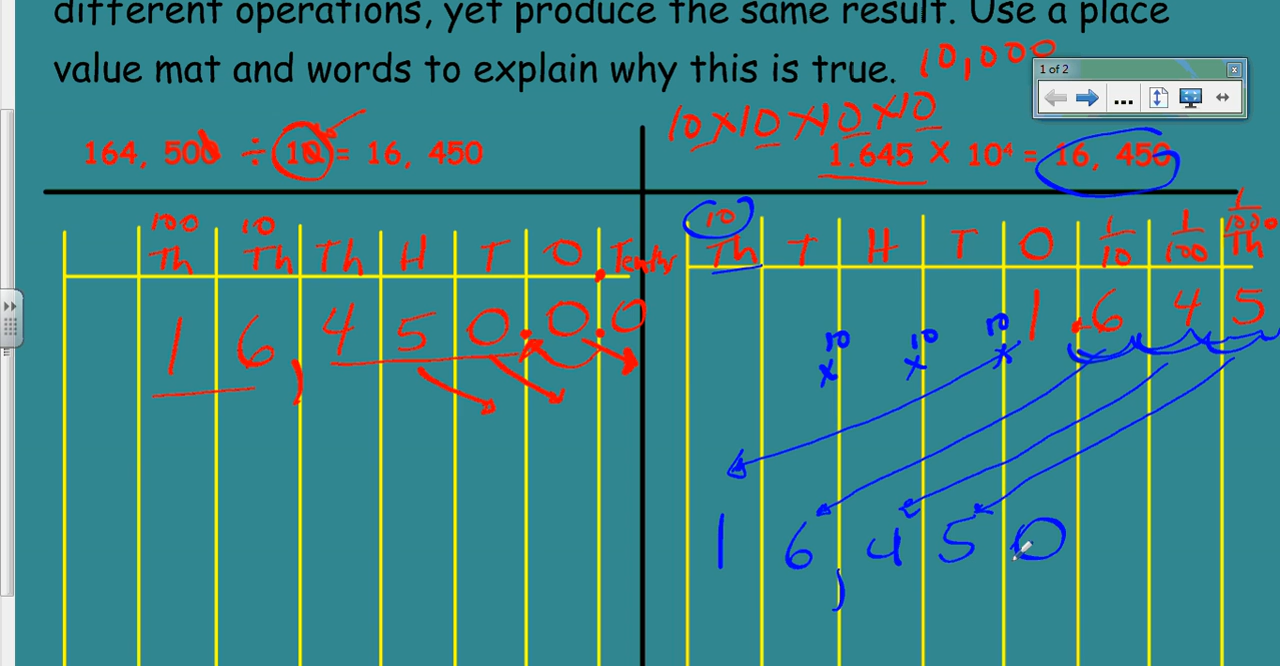 different operations, yet produce the same result. Use a place
value mat and words to explain why this is true. 10,000
1 of 2
10 × 10 × 10 × 10
164, 500 ÷ 10 = 16, 450
1.645 X 10⁴ = 16, 450
100 Th 10 Th Th H T O . Tenths
1 6, 4 5 0 . 0 . 0
10 Th T H T O 1/10 1/100 1/1000 Th
1 . 6 4 5
10 10 10
x x x
1 6, 4 5 0